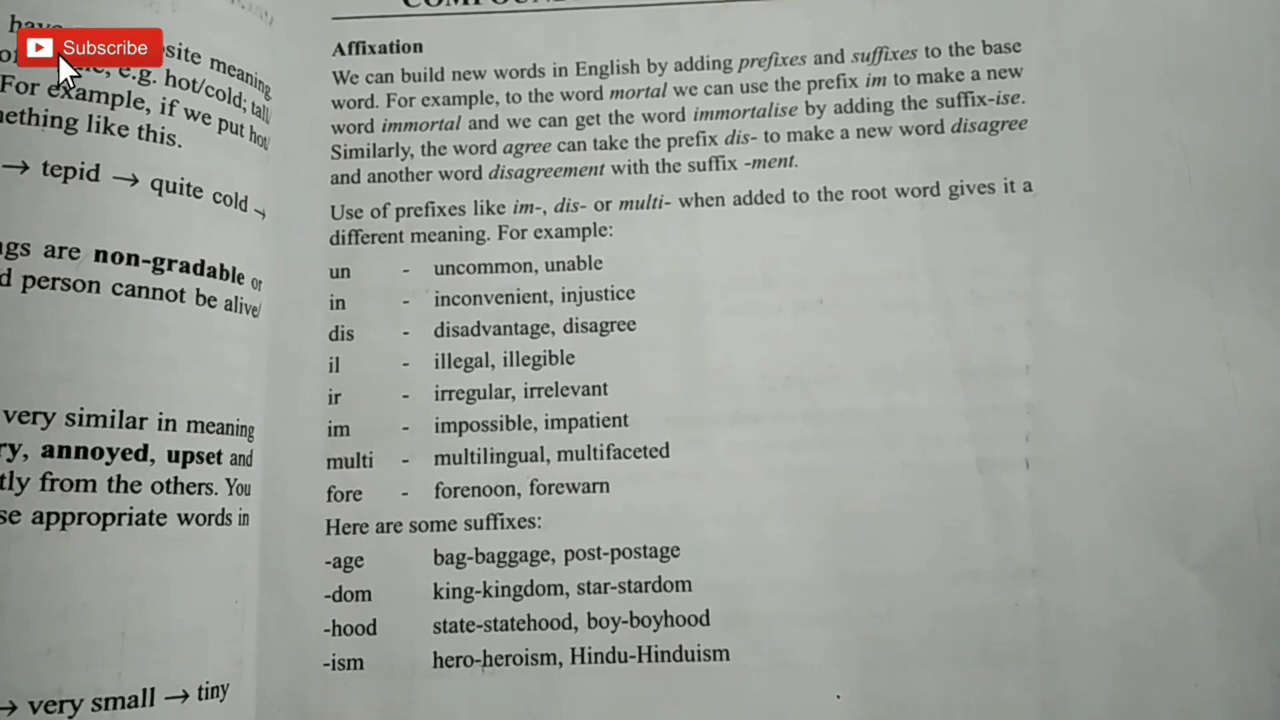 Subscribe
have site meaning
of e.g. hot/cold; tall
For example, if we put hot
ething like this.
→ tepid → quite cold →
gs are non-gradable or
d person cannot be alive/
very similar in meaning
ry, annoyed, upset and
tly from the others. You
se appropriate words in
→ very small → tiny
Affixation
We can build new words in English by adding prefixes and suffixes to the base
word. For example, to the word mortal we can use the prefix im to make a new
word immortal and we can get the word immortalise by adding the suffix-ise.
Similarly, the word agree can take the prefix dis- to make a new word disagree
and another word disagreement with the suffix -ment.
Use of prefixes like im-, dis- or multi- when added to the root word gives it a
different meaning. For example:
un - uncommon, unable
in - inconvenient, injustice
dis - disadvantage, disagree
il - illegal, illegible
ir - irregular, irrelevant
im - impossible, impatient
multi - multilingual, multifaceted
fore - forenoon, forewarn
Here are some suffixes:
-age bag-baggage, post-postage
-dom king-kingdom, star-stardom
-hood state-statehood, boy-boyhood
-ism hero-heroism, Hindu-Hinduism